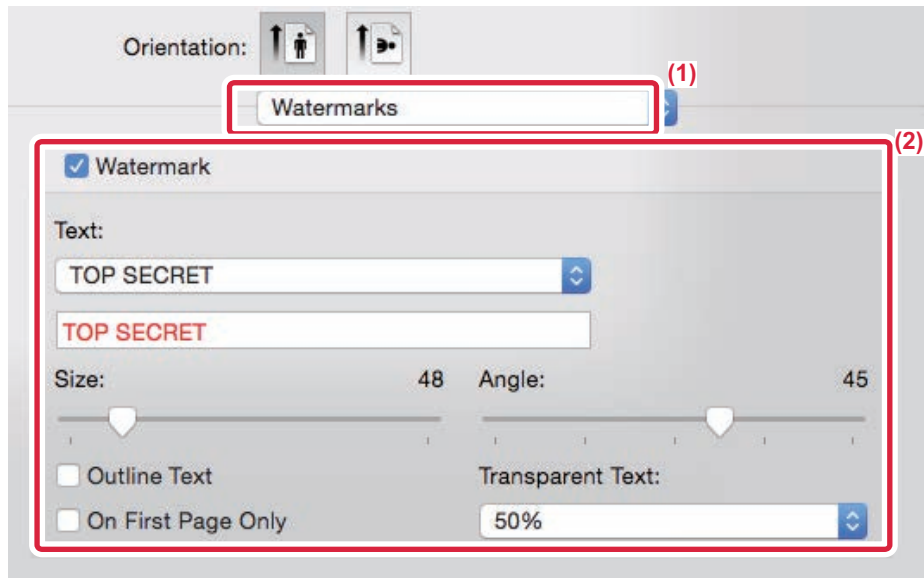 Orientation:
(1)
Watermarks
(2)
Watermark
Text:
TOP SECRET
TOP SECRET
Size: 48 Angle: 45
Outline Text Transparent Text:
On First Page Only 50%